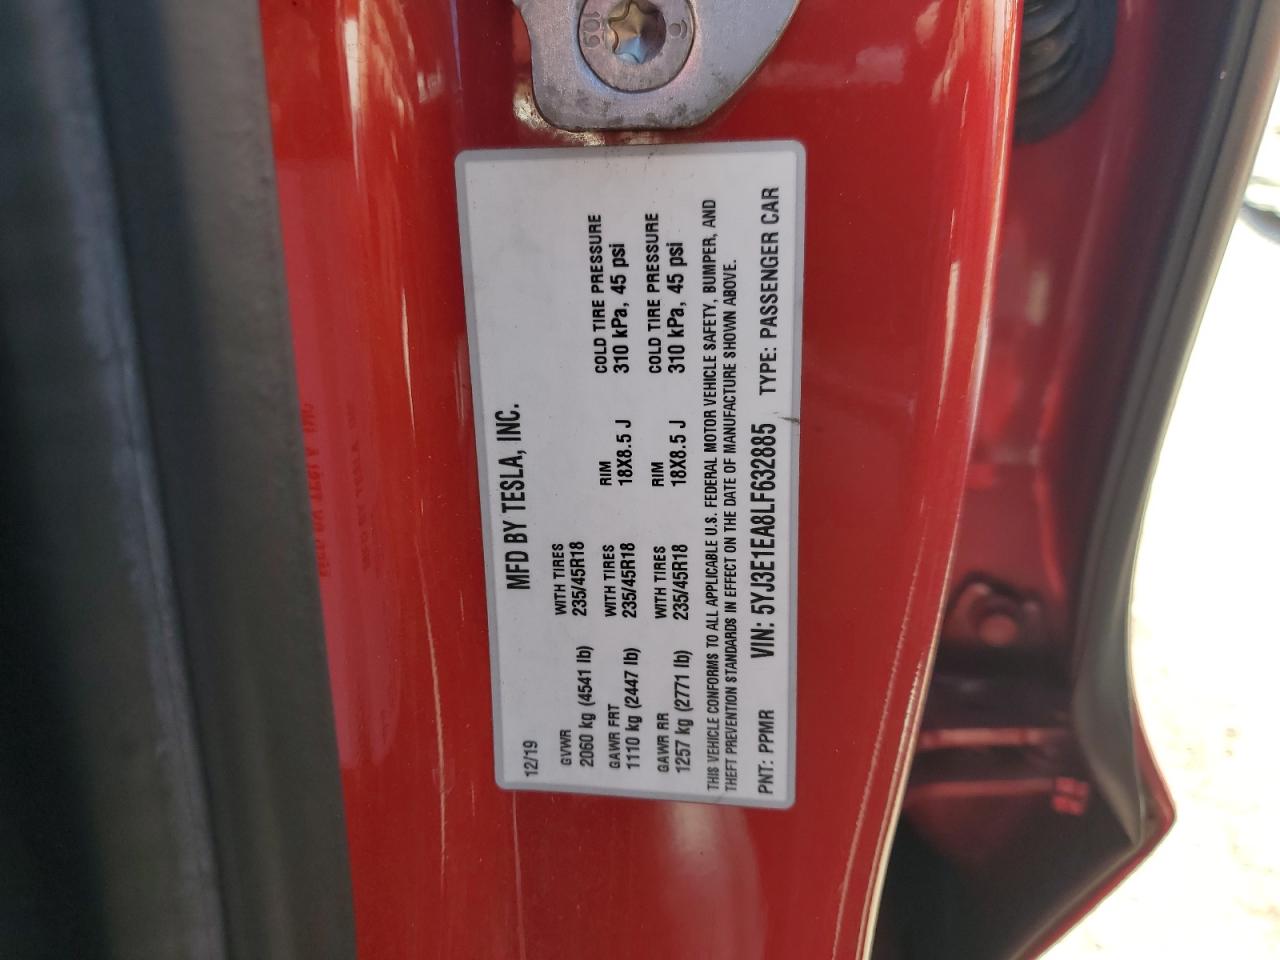 MFD BY TESLA, INC.
12/19
GVWR WITH TIRES
2060 kg (4541 lb) 235/45R18
GAWR FRT WITH TIRES RIM COLD TIRE PRESSURE
1110 kg (2447 lb) 235/45R18 18X8.5 J 310 kPa, 45 psi
GAWR RR WITH TIRES RIM COLD TIRE PRESSURE
1257 kg (2771 lb) 235/45R18 18X8.5 J 310 kPa, 45 psi
THIS VEHICLE CONFORMS TO ALL APPLICABLE U.S. FEDERAL MOTOR VEHICLE SAFETY, BUMPER, AND
THEFT PREVENTION STANDARDS IN EFFECT ON THE DATE OF MANUFACTURE SHOWN ABOVE.
PNT: PPMR VIN: 5YJ3E1EA8LF632885 TYPE: PASSENGER CAR